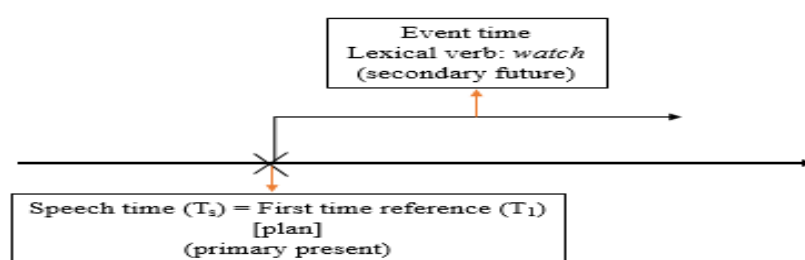 Event time
Lexical verb: watch
(secondary future)
Speech time (Tₛ) = First time reference (T₁)
[plan]
(primary present)